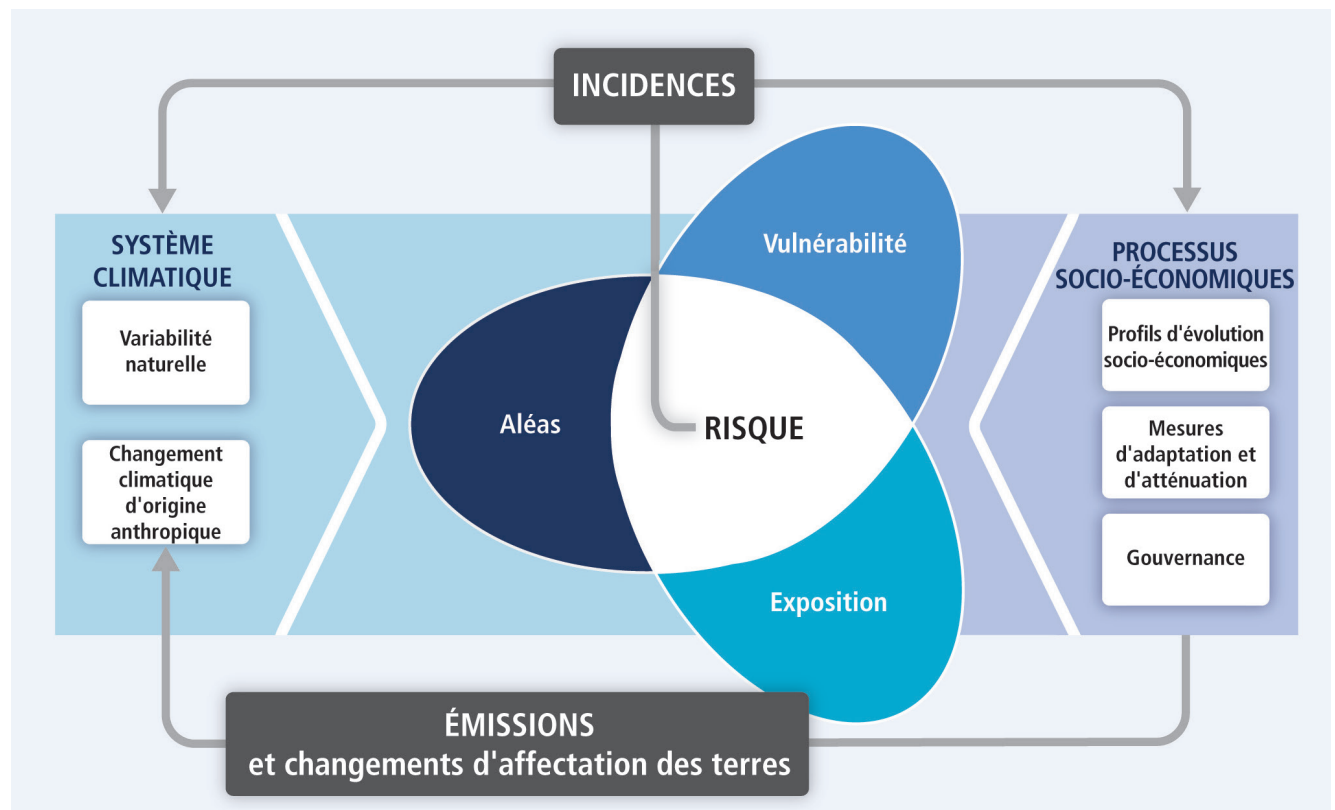 INCIDENCES
SYSTÈME
CLIMATIQUE
Variabilité
naturelle
Changement
climatique
d'origine
anthropique
Vulnérabilité
Aléas
RISQUE
Exposition
PROCESSUS
SOCIO-ÉCONOMIQUES
Profils d'évolution
socio-économiques
Mesures
d'adaptation et
d'atténuation
Gouvernance
ÉMISSIONS
et changements d'affectation des terres